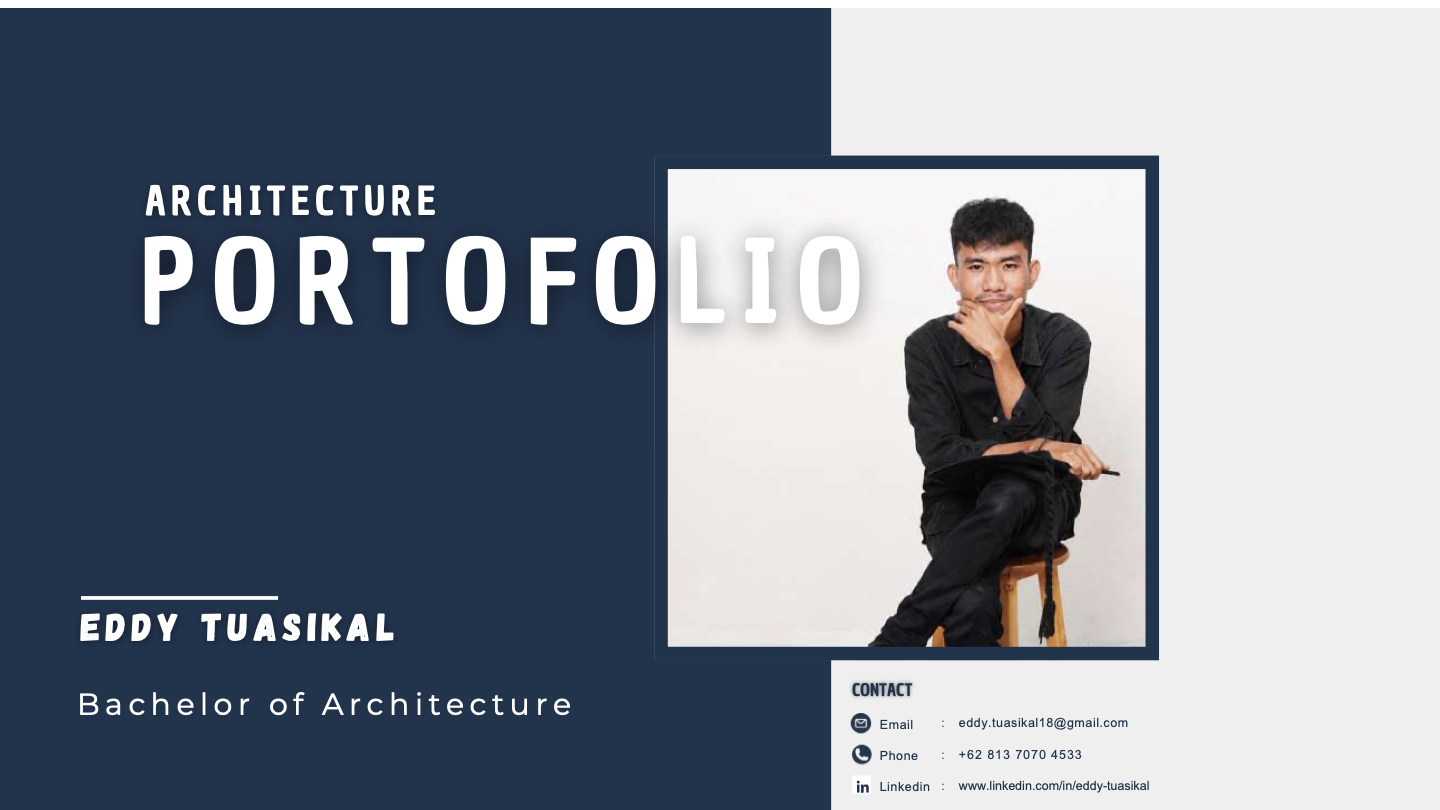 ARCHITECTURE
PORTOFOLIO
EDDY TUASIKAL
Bachelor of Architecture
CONTACT
Email : eddy.tuasikal18@gmail.com
Phone : +62 813 7070 4533
Linkedin : www.linkedin.com/in/eddy-tuasikal